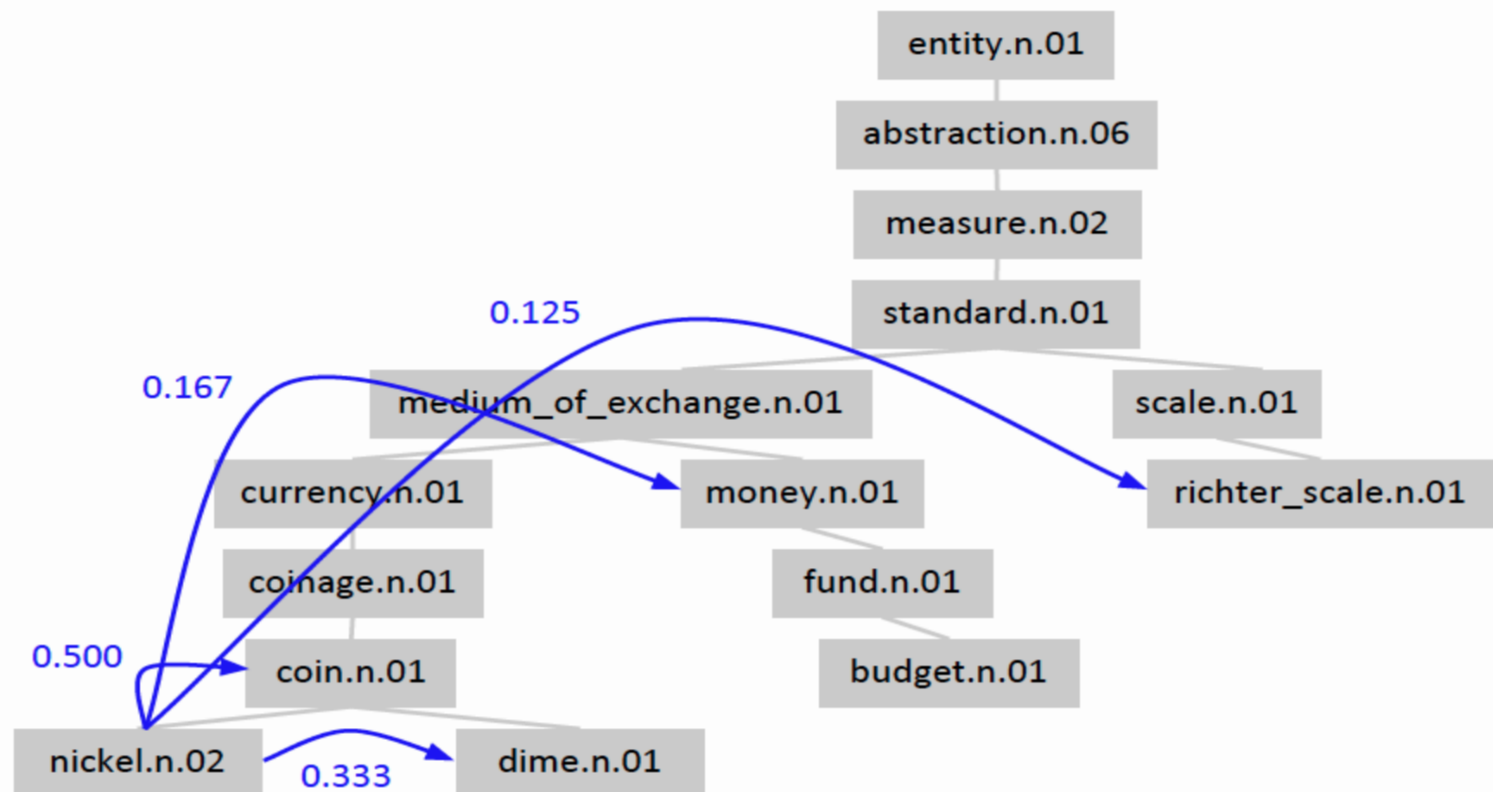 entity.n.01
abstraction.n.06
measure.n.02
0.125
standard.n.01
0.167
medium_of_exchange.n.01
scale.n.01
currency.n.01
money.n.01
richter_scale.n.01
coinage.n.01
fund.n.01
0.500
coin.n.01
budget.n.01
nickel.n.02
0.333
dime.n.01